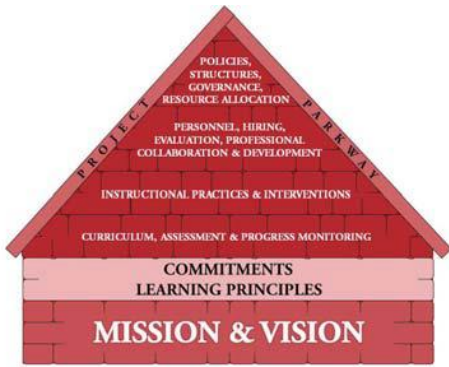 PROJECT
PARKWAY
POLICIES,
STRUCTURES,
GOVERNANCE,
RESOURCE ALLOCATION
PERSONNEL, HIRING,
EVALUATION, PROFESSIONAL
COLLABORATION & DEVELOPMENT
INSTRUCTIONAL PRACTICES & INTERVENTIONS
CURRICULUM, ASSESSMENT & PROGRESS MONITORING
COMMITMENTS
LEARNING PRINCIPLES
MISSION & VISION